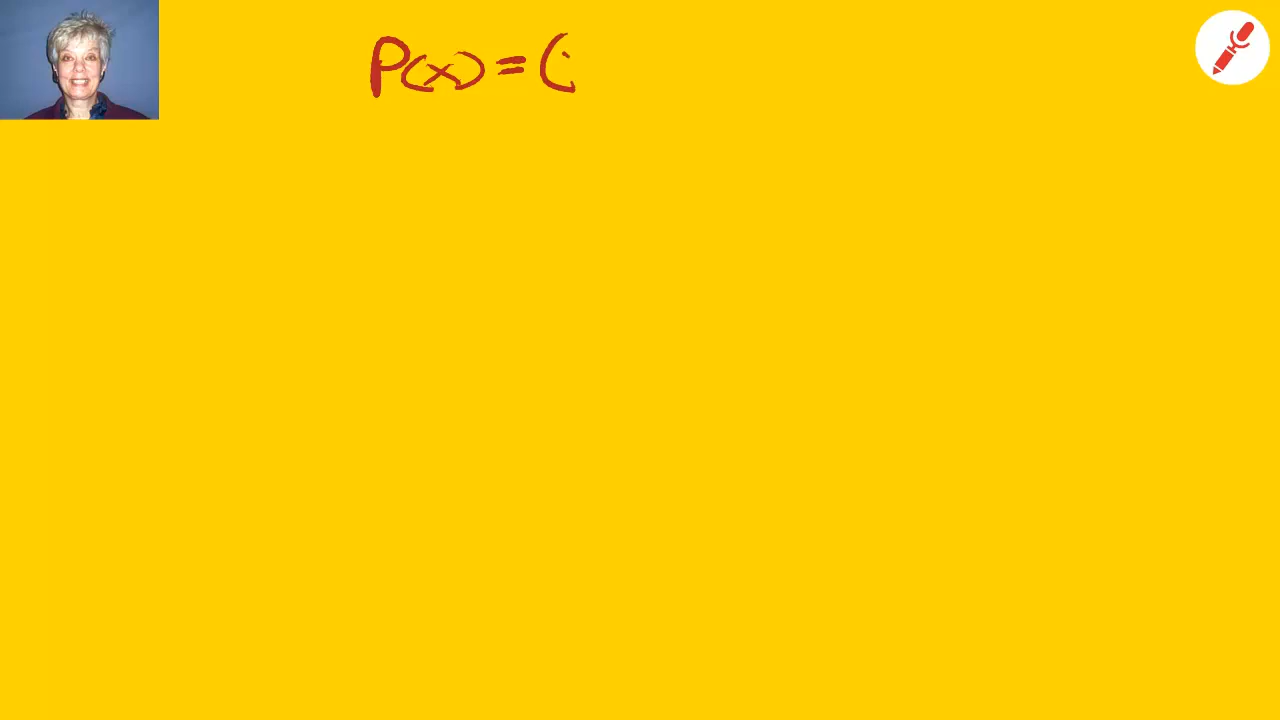 P(x) = (